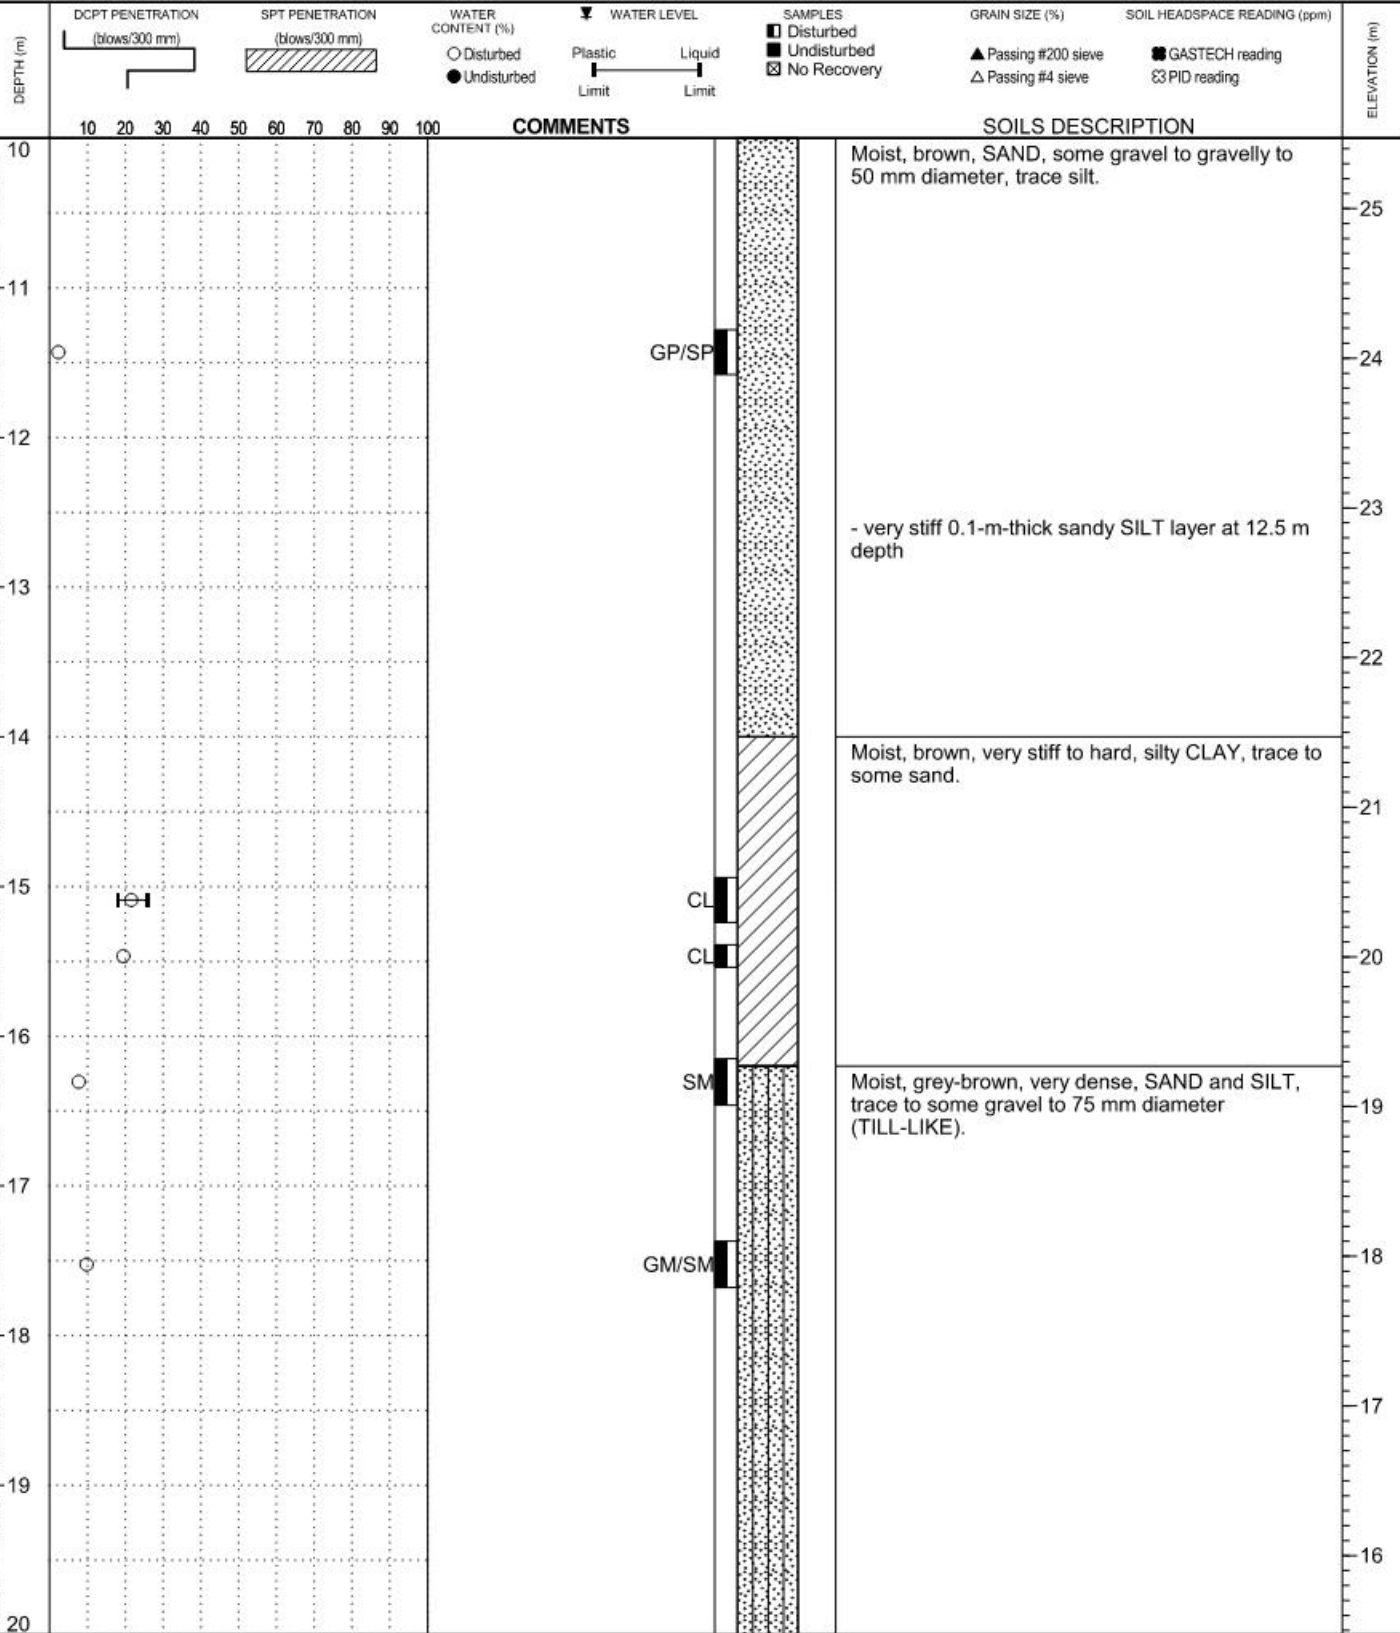 DCPT PENETRATION
(blows/300 mm)
SPT PENETRATION
(blows/300 mm)
WATER
CONTENT (%)
Disturbed
Undisturbed
WATER LEVEL
Plastic Liquid
Limit Limit
SAMPLES
Disturbed
Undisturbed
No Recovery
GRAIN SIZE (%)
Passing #200 sieve
Passing #4 sieve
SOIL HEADSPACE READING (ppm)
GASTECH reading
PID reading
DEPTH (m)
ELEVATION (m)
10 20 30 40 50 60 70 80 90 100
COMMENTS
SOILS DESCRIPTION
10
Moist, brown, SAND, some gravel to gravelly to
50 mm diameter, trace silt.
25
11
GP/SP
24
12
23
- very stiff 0.1-m-thick sandy SILT layer at 12.5 m
depth
13
22
14
Moist, brown, very stiff to hard, silty CLAY, trace to
some sand.
21
15
CL
CL
20
16
SM
Moist, grey-brown, very dense, SAND and SILT,
trace to some gravel to 75 mm diameter
(TILL-LIKE).
19
17
GM/SM
18
18
17
19
16
20